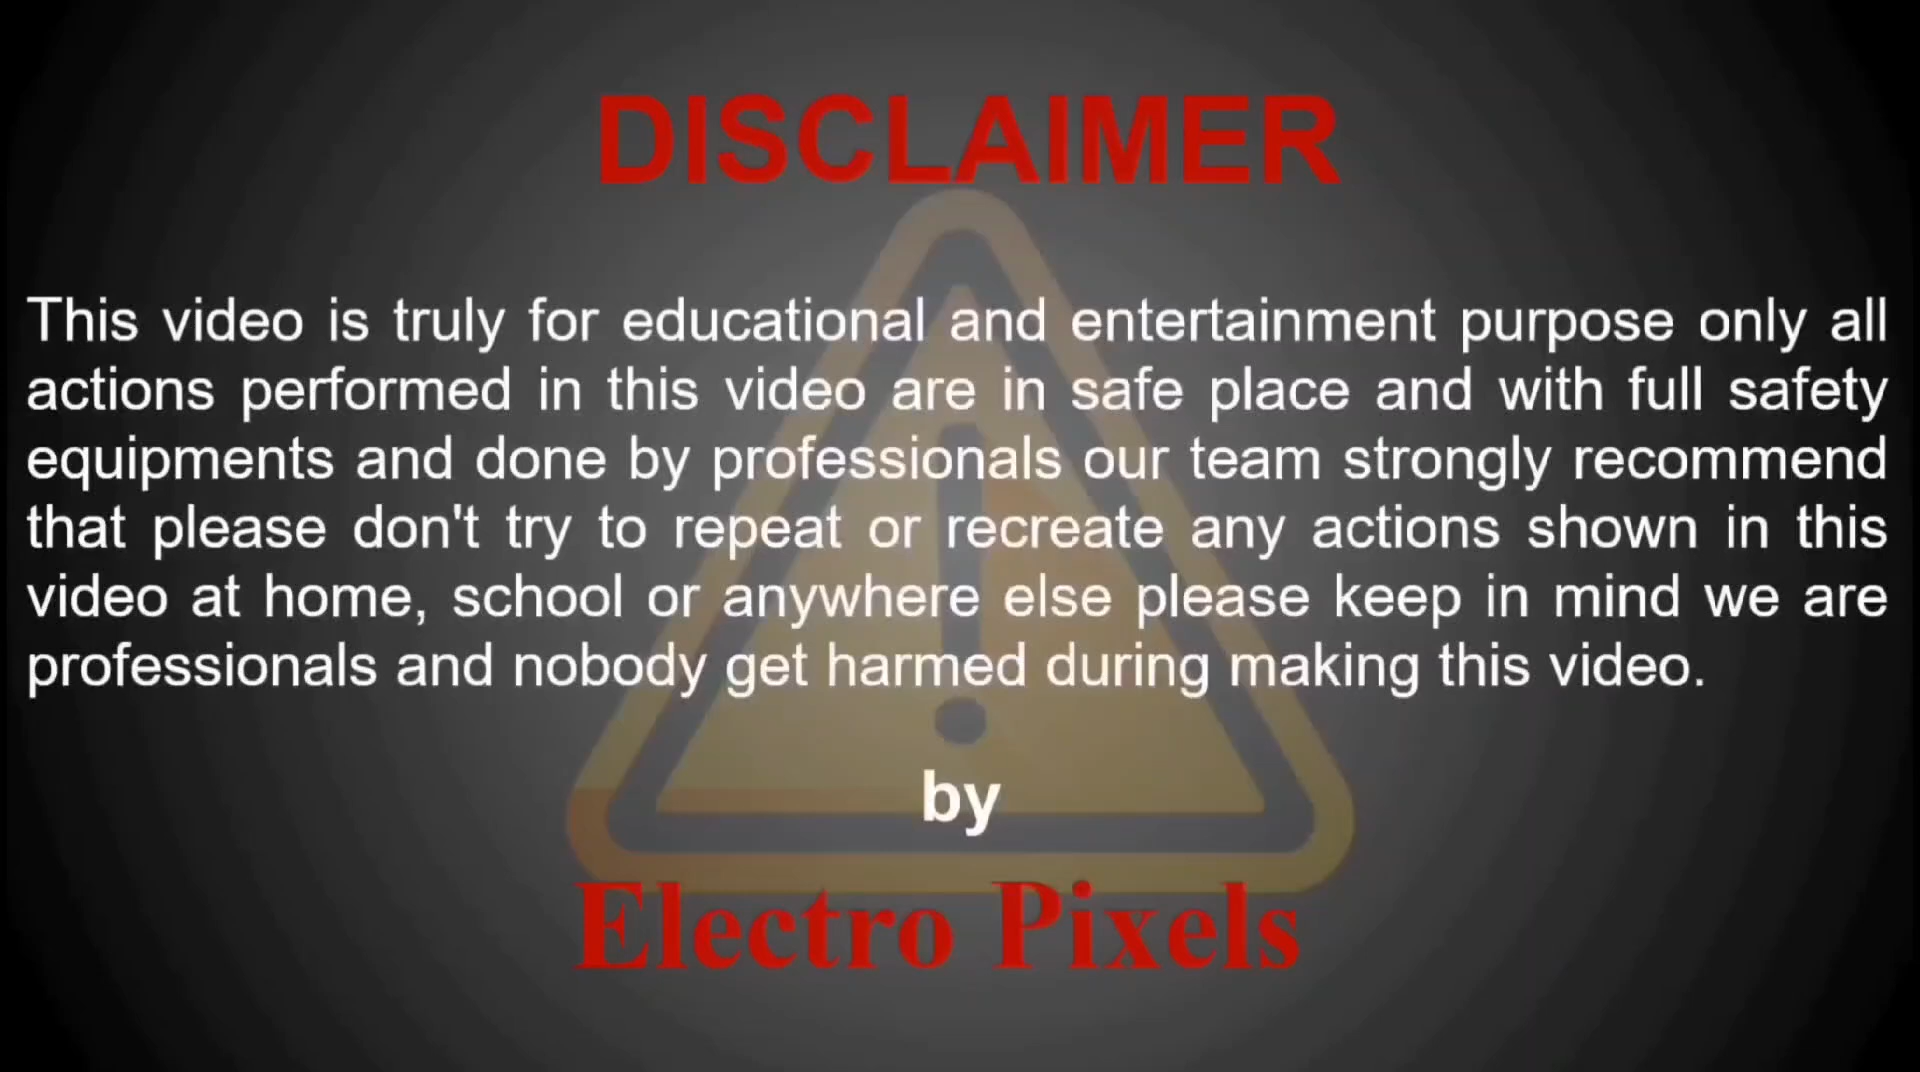 DISCLAIMER
This video is truly for educational and entertainment purpose only all
actions performed in this video are in safe place and with full safety
equipments and done by professionals our team strongly recommend
that please don't try to repeat or recreate any actions shown in this
video at home, school or anywhere else please keep in mind we are
professionals and nobody get harmed during making this video.
by
Electro Pixels